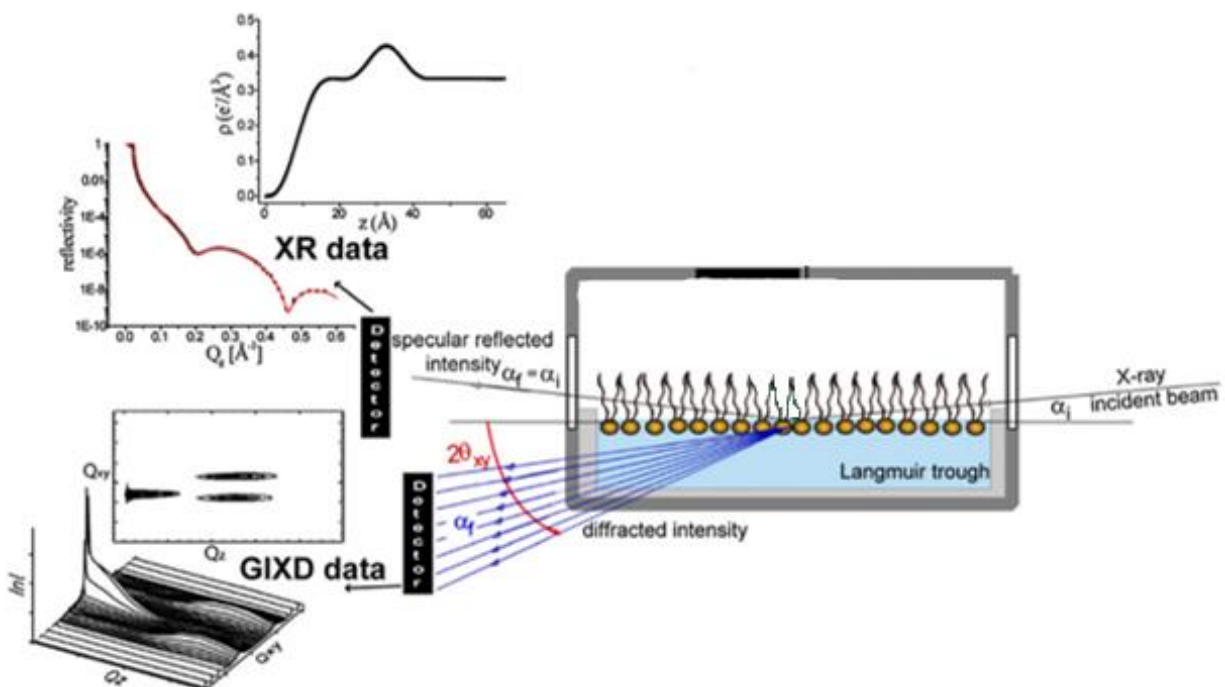 0.5
0.4
0.3
0.2
0.1
0.0
ρ (e⁻/Å³)
0 20 40 60
z (Å)
XR data
1
0.01
1E-4
1E-6
1E-8
1E-10
reflectivity
0.0 0.1 0.2 0.3 0.4 0.5 0.6
Qz [Å⁻¹]
Detector
specular reflected
intensity
αf = αi
X-ray
incident beam
αi
Langmuir trough
2θxy
αf
diffracted intensity
Detector
Qxy
Qz
GIXD data
lnI
Qz
Qxy